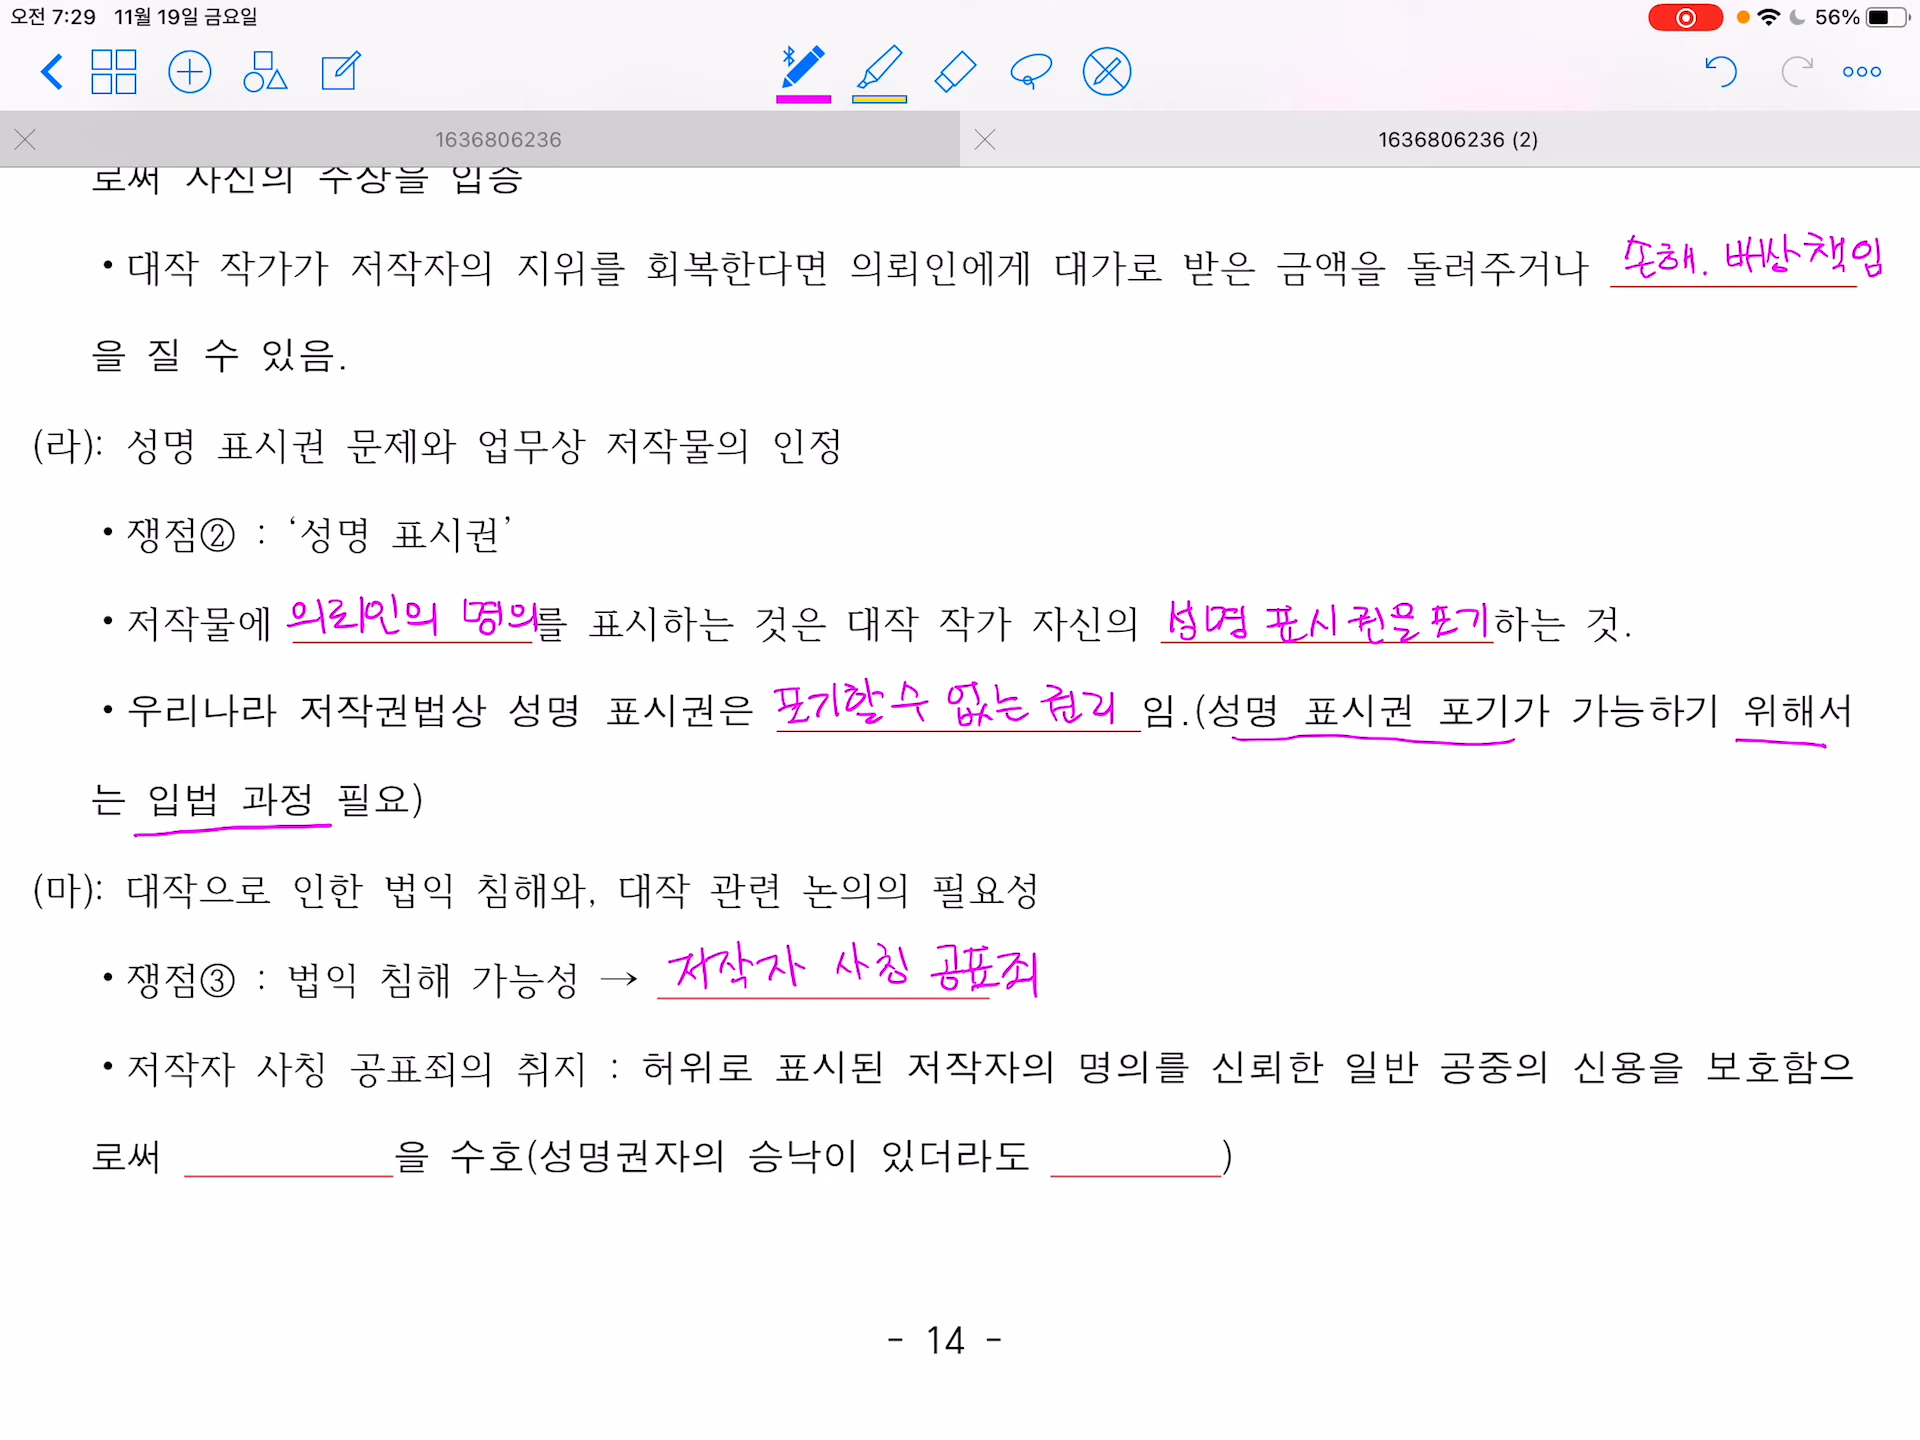 오전 7:29 11월 19일 금요일 56%
1636806236 1636806236 (2)
로써 자신의 주장을 입증
• 대작 작가가 저작자의 지위를 회복한다면 의뢰인에게 대가로 받은 금액을 돌려주거나 손해. 배상책임
을 질 수 있음.
(라): 성명 표시권 문제와 업무상 저작물의 인정
• 쟁점② : ‘성명 표시권’
• 저작물에 의뢰인의 명의를 표시하는 것은 대작 작가 자신의 성명 표시권을포기하는 것.
• 우리나라 저작권법상 성명 표시권은 포기할수 없는 권리 임.(성명 표시권 포기가 가능하기 위해서
는 입법 과정 필요)
(마): 대작으로 인한 법익 침해와, 대작 관련 논의의 필요성
• 쟁점③ : 법익 침해 가능성 → 저작자 사칭 공표죄
• 저작자 사칭 공표죄의 취지 : 허위로 표시된 저작자의 명의를 신뢰한 일반 공중의 신용을 보호함으
로써 을 수호(성명권자의 승낙이 있더라도 )
- 14 -